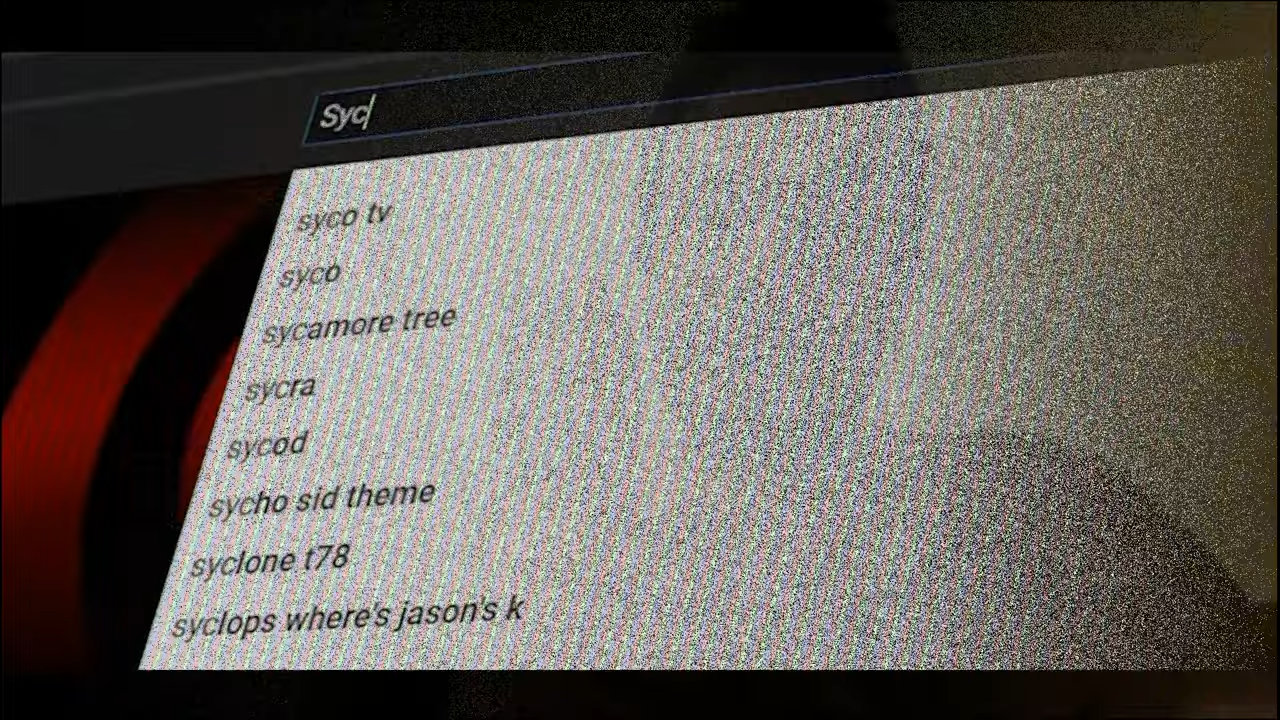 Syc
syco tv
syco
sycamore tree
sycra
sycod
sycho sid theme
syclone t78
syclops where's jason's k